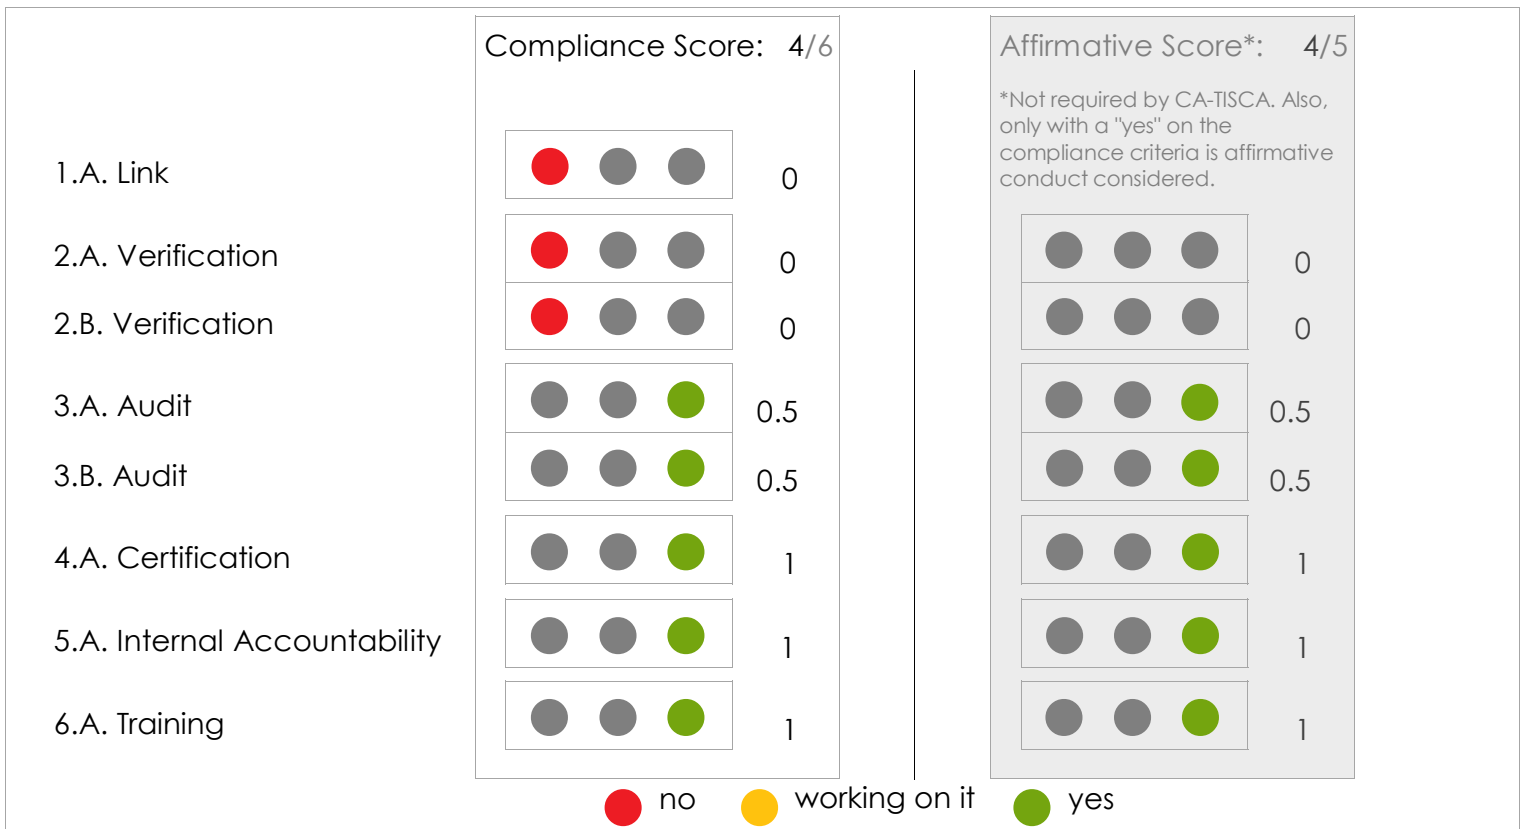 Compliance Score: 4/6
Affirmative Score*: 4/5
*Not required by CA-TISCA. Also,
only with a "yes" on the
compliance criteria is affirmative
conduct considered.
1.A. Link 0
2.A. Verification 0 0
2.B. Verification 0 0
3.A. Audit 0.5 0.5
3.B. Audit 0.5 0.5
4.A. Certification 1 1
5.A. Internal Accountability 1 1
6.A. Training 1 1
no working on it yes